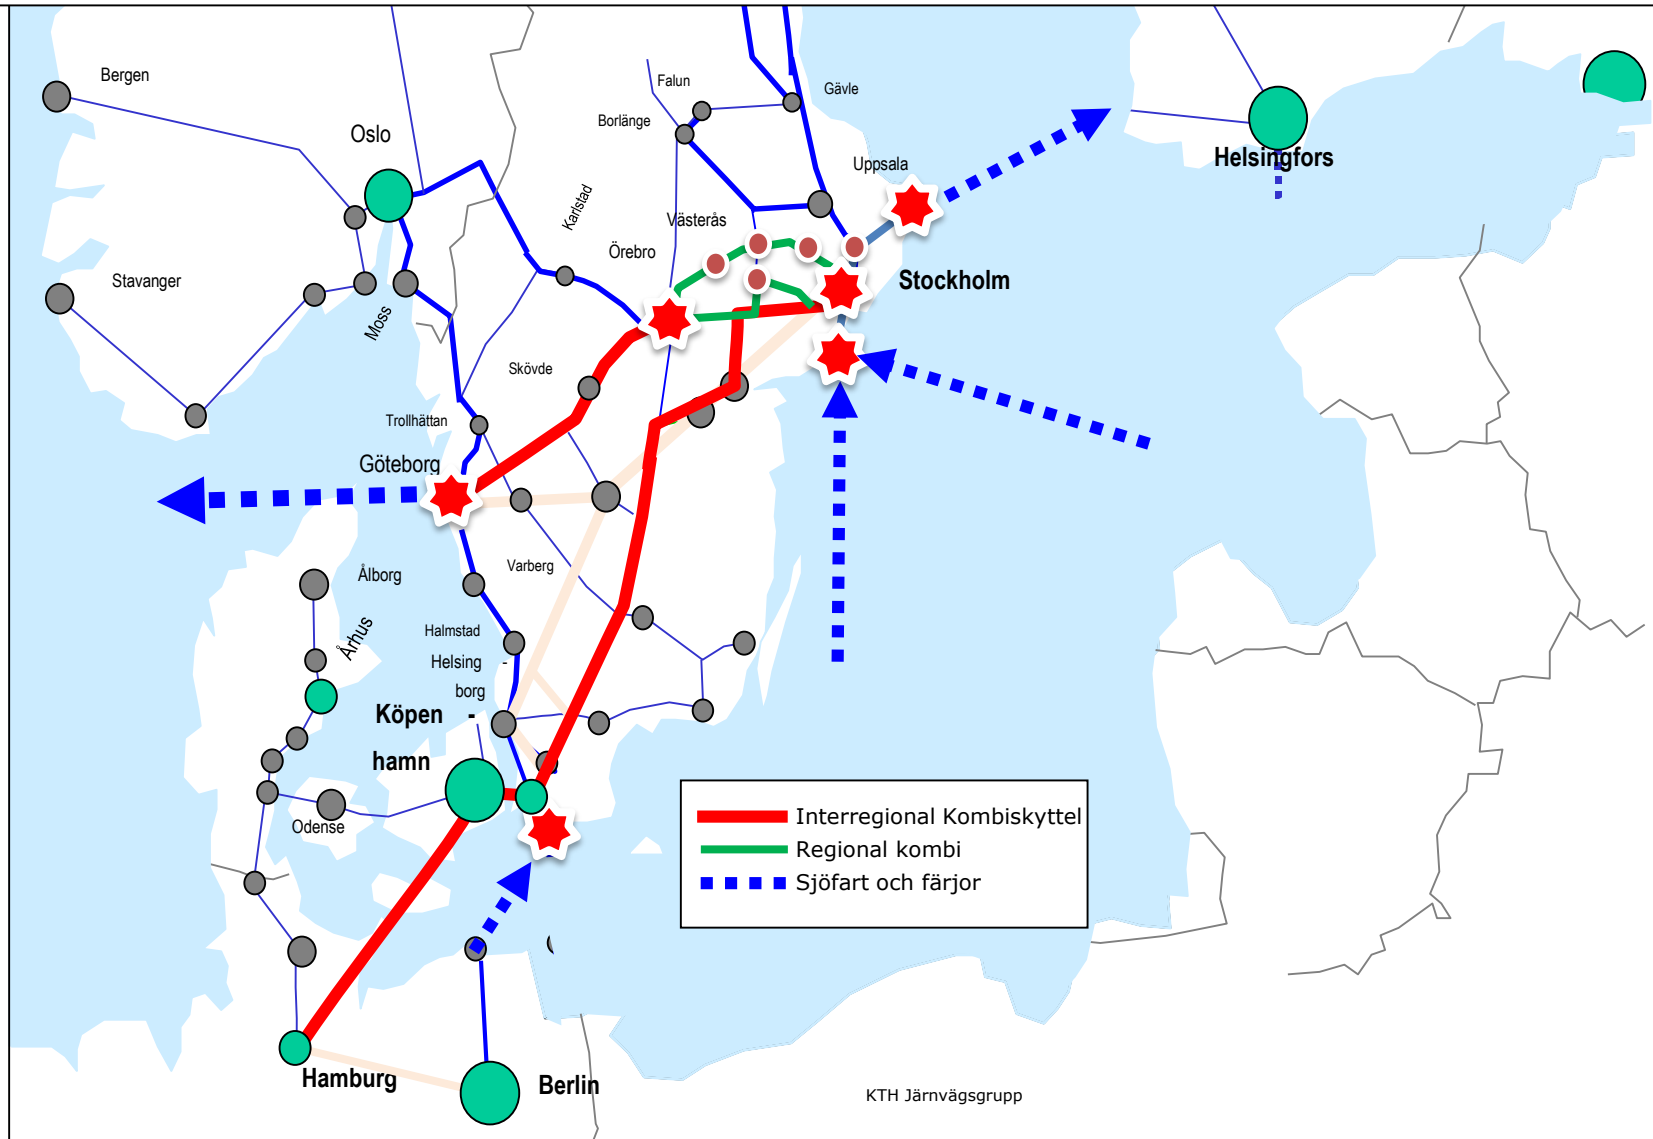 Bergen
Falun
Gävle
Borlänge
Oslo
Helsingfors
Uppsala
Karlstad
Västerås
Örebro
Stockholm
Stavanger
Moss
Skövde
Trollhättan
Göteborg
Varberg
Ålborg
Århus
Halmstad
Helsing -
borg
Köpen -
hamn
Odense
Interregional Kombiskyttel
Regional kombi
Sjöfart och färjor
Hamburg
Berlin
KTH Järnvägsgrupp